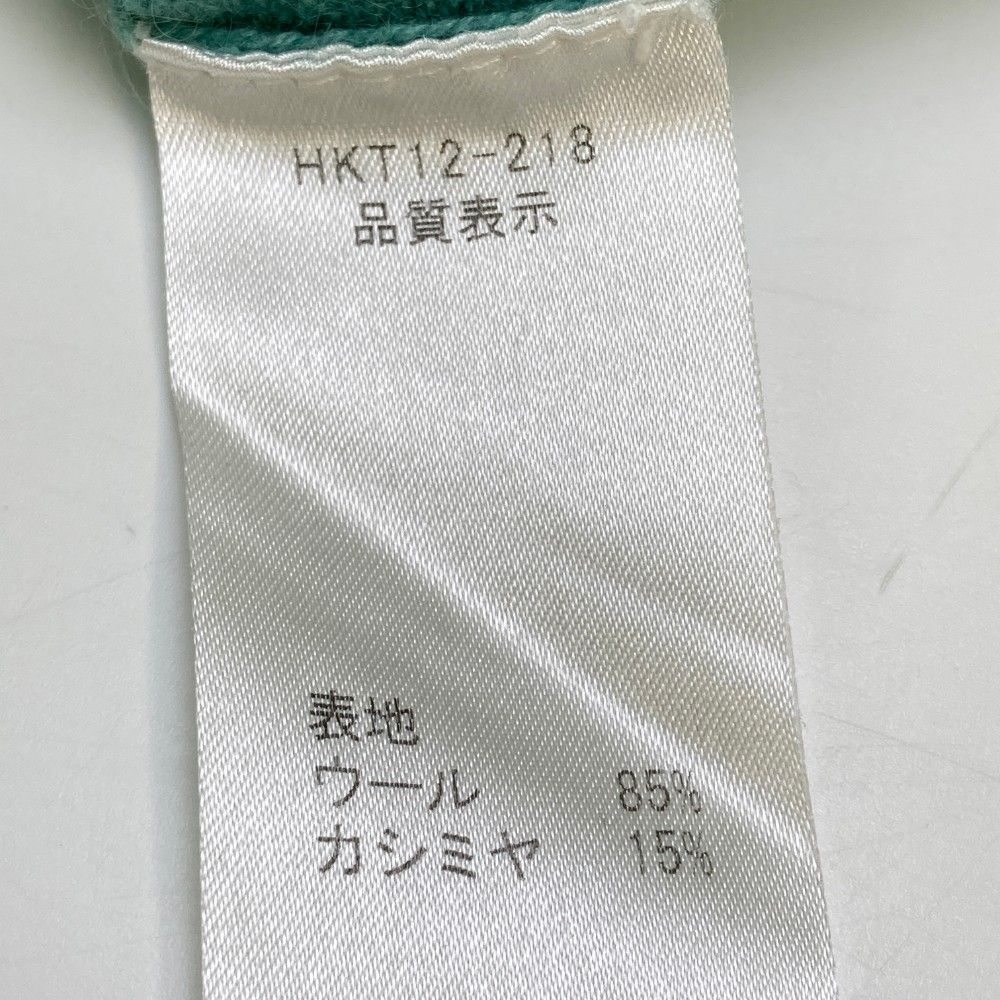 HKT12-218
品質表示
表地
ウール 85%
カシミヤ 15%